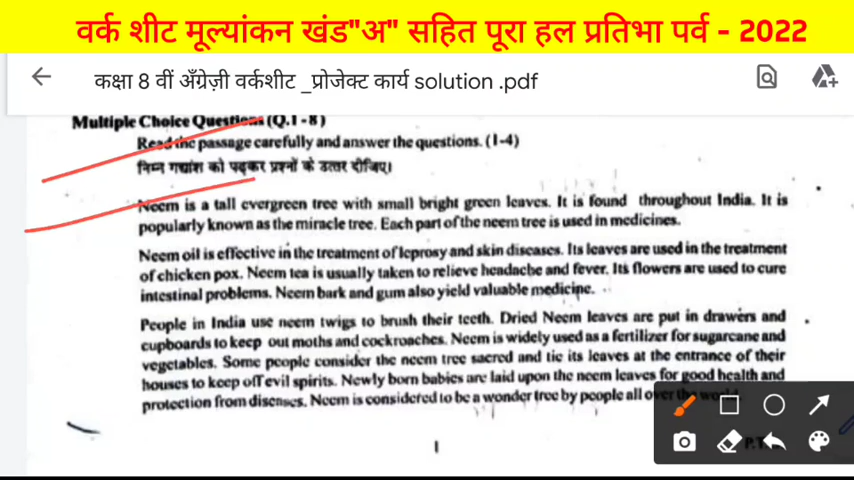 वर्क शीट मूल्यांकन खंड"अ" सहित पूरा हल प्रतिभा पर्व - 2022
कक्षा 8 वीं अँग्रेज़ी वर्कशीट _प्रोजेक्ट कार्य solution .pdf
Multiple Choice Questions (Q.1 - 8)
Read the passage carefully and answer the questions. (1-4)
निम्न गद्यांश को पढ़कर प्रश्नों के उत्तर दीजिए।
Neem is a tall evergreen tree with small bright green leaves. It is found throughout India. It is
popularly known as the miracle tree. Each part of the neem tree is used in medicines.
Neem oil is effective in the treatment of leprosy and skin diseases. Its leaves are used in the treatment
of chicken pox. Neem tea is usually taken to relieve headache and fever. Its flowers are used to cure
intestinal problems. Neem bark and gum also yield valuable medicine.
People in India use neem twigs to brush their teeth. Dried Neem leaves are put in drawers and
cupboards to keep out moths and cockroaches. Neem is widely used as a fertilizer for sugarcane and
vegetables. Some people consider the neem tree sacred and tie its leaves at the entrance of their
houses to keep off evil spirits. Newly born babies are laid upon the neem leaves for good health and
protection from diseases. Neem is considered to be a wonder tree by people all over the world.
1